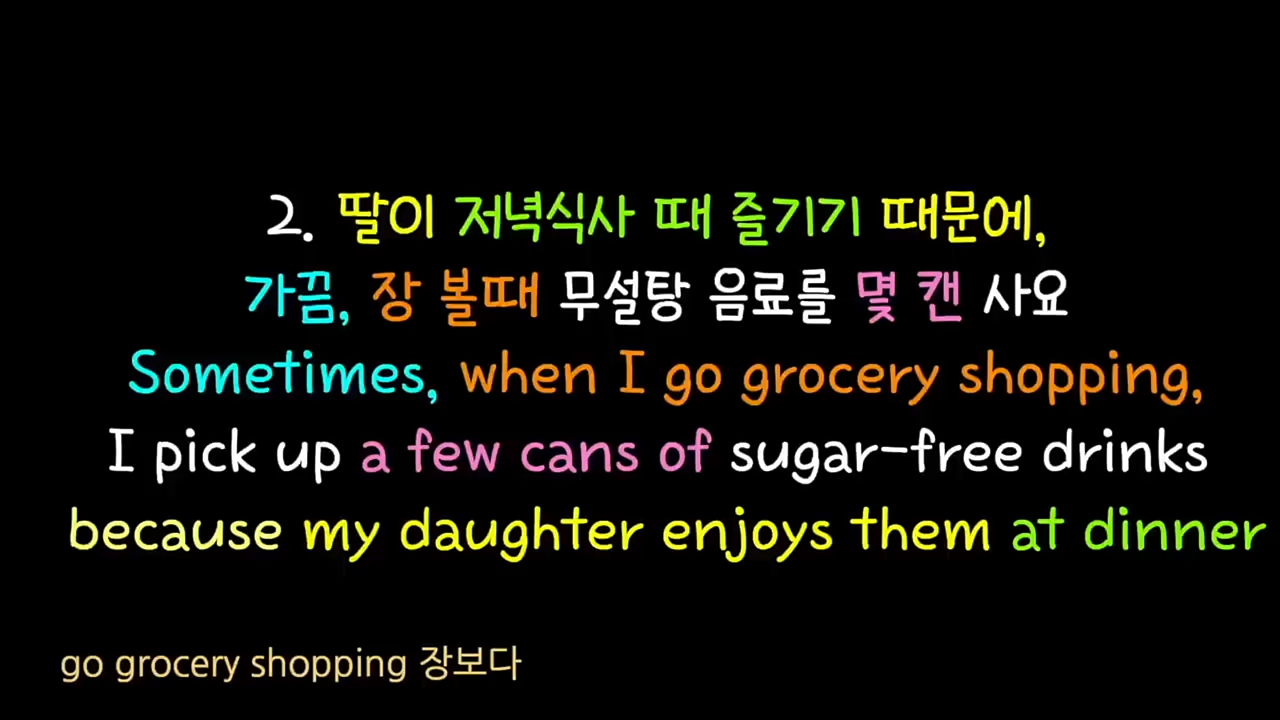 2. 딸이 저녁식사 때 즐기기 때문에,
가끔, 장 볼때 무설탕 음료를 몇 캔 사요
Sometimes, when I go grocery shopping,
I pick up a few cans of sugar-free drinks
because my daughter enjoys them at dinner
go grocery shopping 장보다